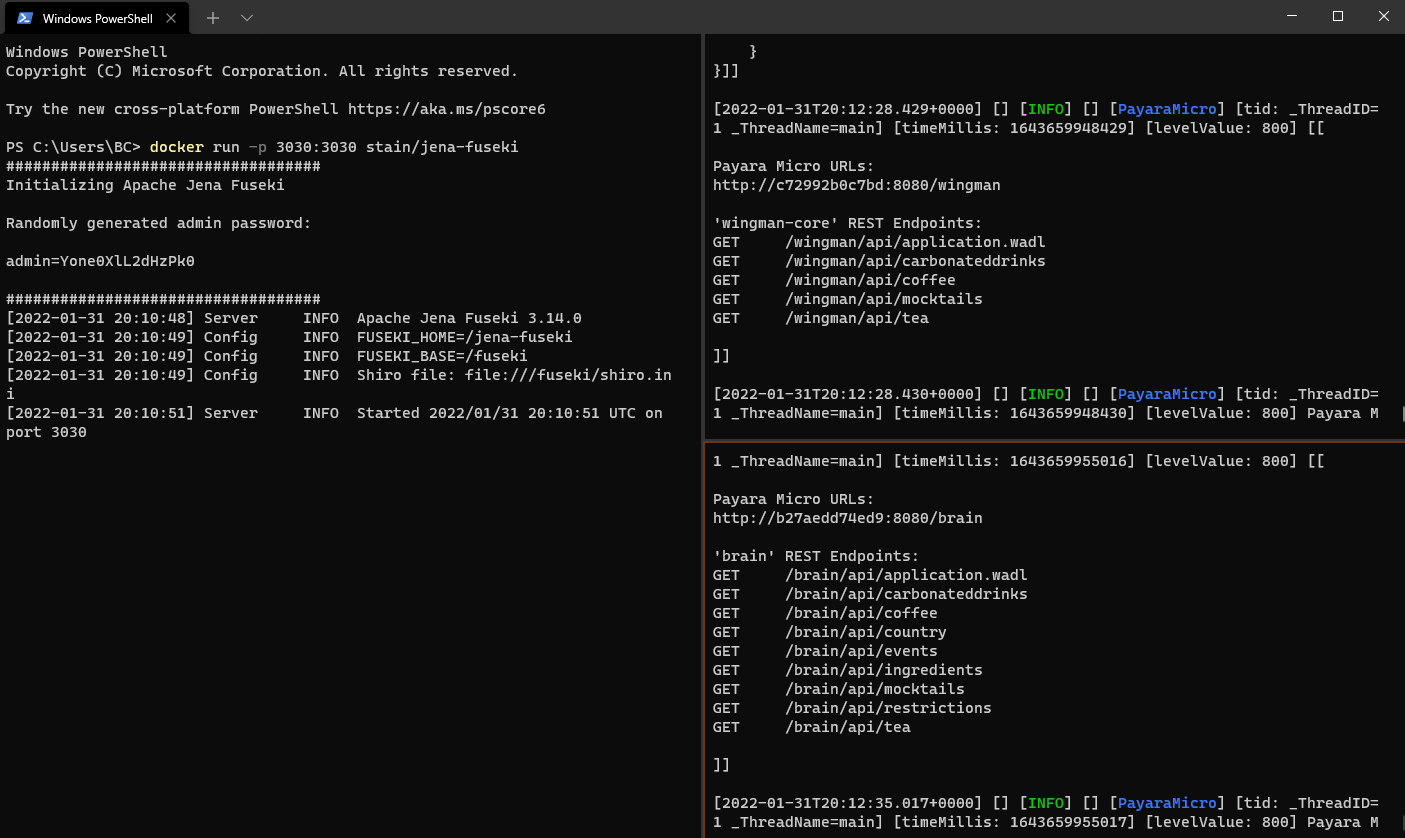 Windows PowerShell
Windows PowerShell
Copyright (C) Microsoft Corporation. All rights reserved.
Try the new cross-platform PowerShell https://aka.ms/pscore6
PS C:\Users\BC> docker run -p 3030:3030 stain/jena-fuseki
###################################
Initializing Apache Jena Fuseki
Randomly generated admin password:
admin=Yone0XlL2dHzPk0
###################################
[2022-01-31 20:10:48] Server     INFO  Apache Jena Fuseki 3.14.0
[2022-01-31 20:10:49] Config     INFO  FUSEKI_HOME=/jena-fuseki
[2022-01-31 20:10:49] Config     INFO  FUSEKI_BASE=/fuseki
[2022-01-31 20:10:49] Config     INFO  Shiro file: file:///fuseki/shiro.in
i
[2022-01-31 20:10:51] Server     INFO  Started 2022/01/31 20:10:51 UTC on
port 3030
}
}]]
[2022-01-31T20:12:28.429+0000] [] [INFO] [] [PayaraMicro] [tid: _ThreadID=
1 _ThreadName=main] [timeMillis: 1643659948429] [levelValue: 800] [[
Payara Micro URLs:
http://c72992b0c7bd:8080/wingman
'wingman-core' REST Endpoints:
GET     /wingman/api/application.wadl
GET     /wingman/api/carbonateddrinks
GET     /wingman/api/coffee
GET     /wingman/api/mocktails
GET     /wingman/api/tea
]]
[2022-01-31T20:12:28.430+0000] [] [INFO] [] [PayaraMicro] [tid: _ThreadID=
1 _ThreadName=main] [timeMillis: 1643659948430] [levelValue: 800] Payara M
1 _ThreadName=main] [timeMillis: 1643659955016] [levelValue: 800] [[
Payara Micro URLs:
http://b27aedd74ed9:8080/brain
'brain' REST Endpoints:
GET     /brain/api/application.wadl
GET     /brain/api/carbonateddrinks
GET     /brain/api/coffee
GET     /brain/api/country
GET     /brain/api/events
GET     /brain/api/ingredients
GET     /brain/api/mocktails
GET     /brain/api/restrictions
GET     /brain/api/tea
]]
[2022-01-31T20:12:35.017+0000] [] [INFO] [] [PayaraMicro] [tid: _ThreadID=
1 _ThreadName=main] [timeMillis: 1643659955017] [levelValue: 800] Payara M